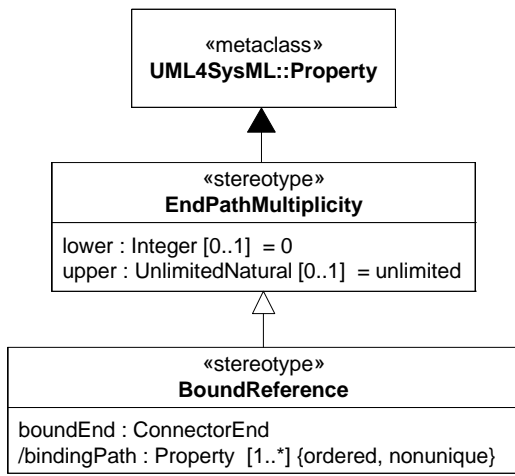 «metaclass»
UML4SysML::Property
«stereotype»
EndPathMultiplicity
lower : Integer [0..1] = 0
upper : UnlimitedNatural [0..1] = unlimited
«stereotype»
BoundReference
boundEnd : ConnectorEnd
/bindingPath : Property [1..*] {ordered, nonunique}